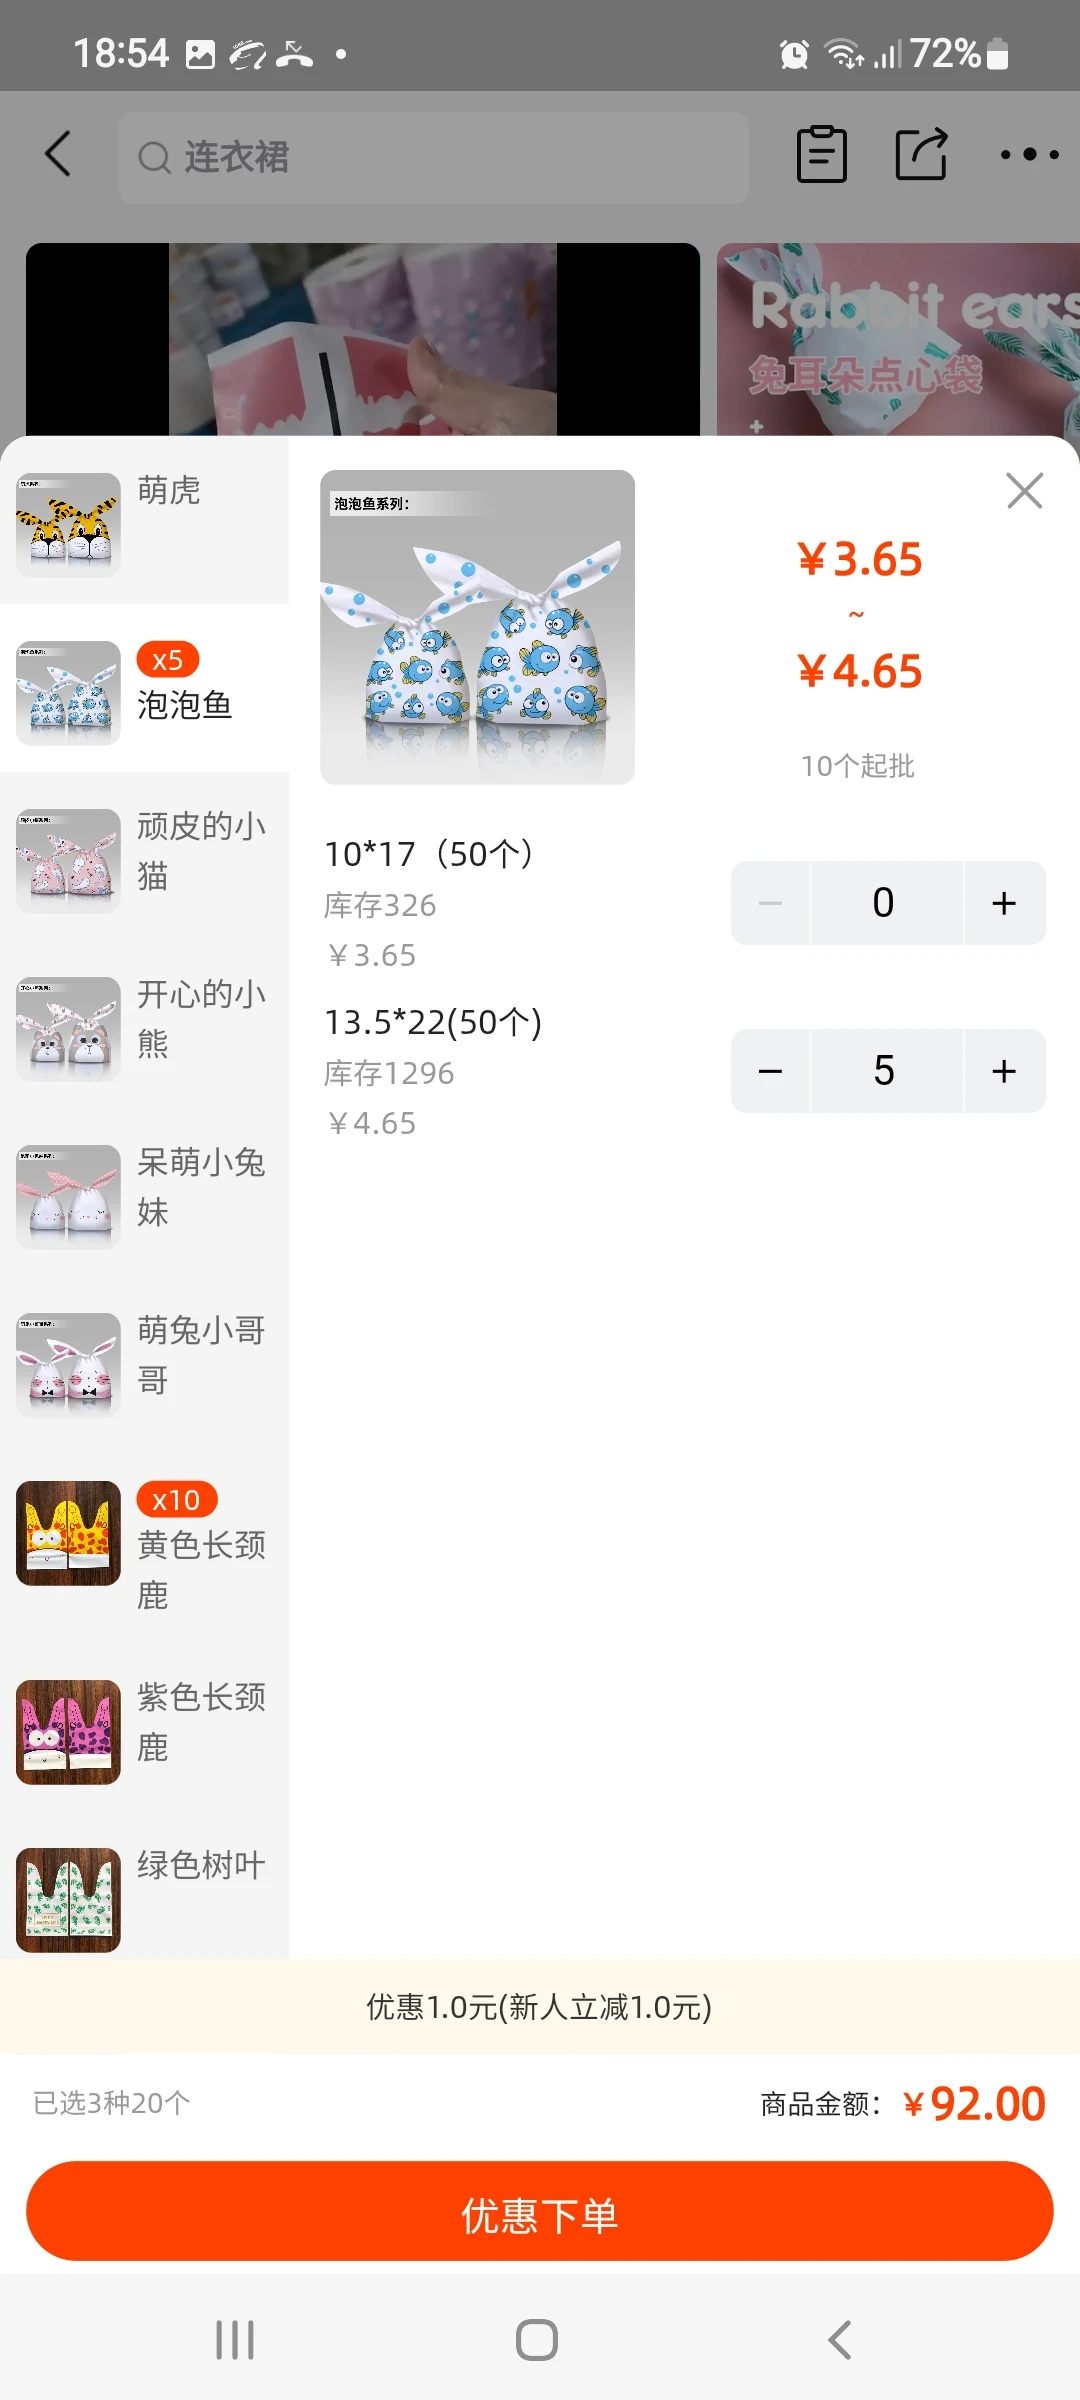 18:54
72%
连衣裙
Rabbit ears
兔耳朵点心袋
萌虎
x5
泡泡鱼
顽皮的小
猫
开心的小
熊
呆萌小兔
妹
萌兔小哥
哥
x10
黄色长颈
鹿
紫色长颈
鹿
绿色树叶
泡泡鱼系列：
￥3.65
~
￥4.65
10个起批
10*17（50个）
库存326
￥3.65
0
13.5*22(50个)
库存1296
￥4.65
5
优惠1.0元(新人立减1.0元)
已选3种20个
商品金额：￥92.00
优惠下单